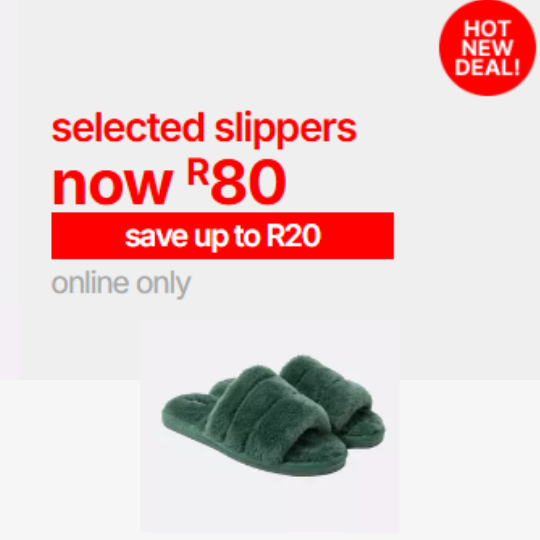 HOT
NEW
DEAL!
selected slippers
now R80
save up to R20
online only